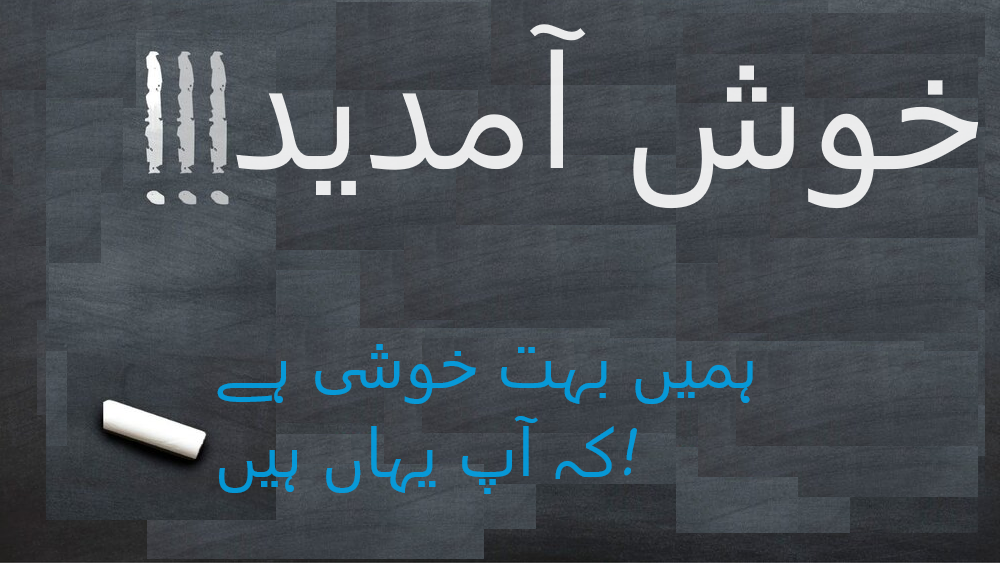 خوش آمدید!!!
ہمیں بہت خوشی ہے
!کہ آپ یہاں ہیں